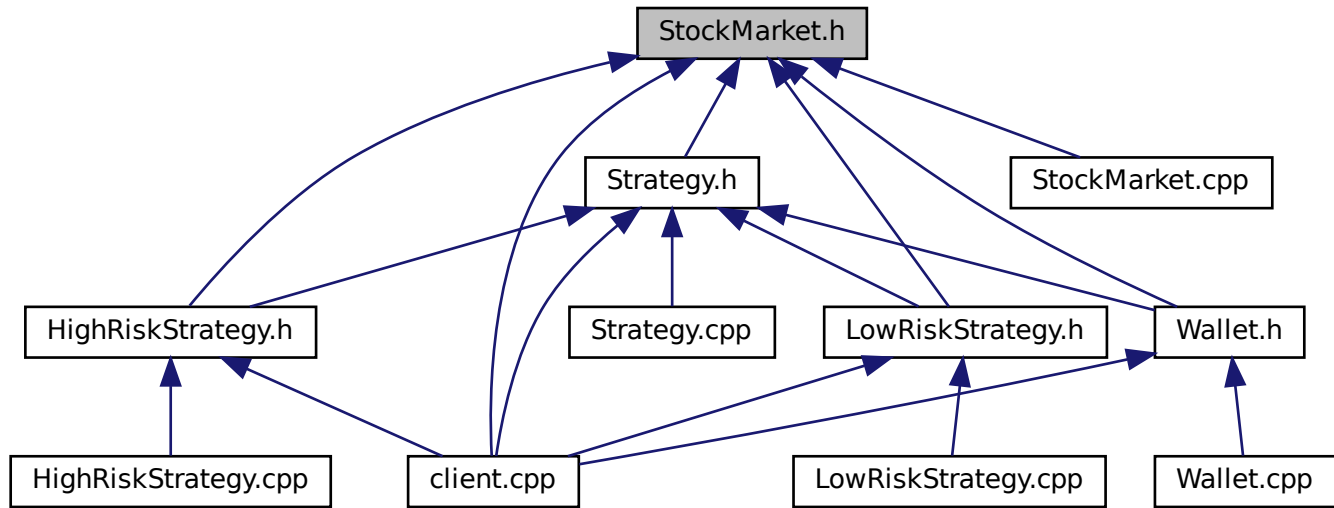 StockMarket.h
Strategy.h
StockMarket.cpp
HighRiskStrategy.h
Strategy.cpp
LowRiskStrategy.h
Wallet.h
HighRiskStrategy.cpp
client.cpp
LowRiskStrategy.cpp
Wallet.cpp